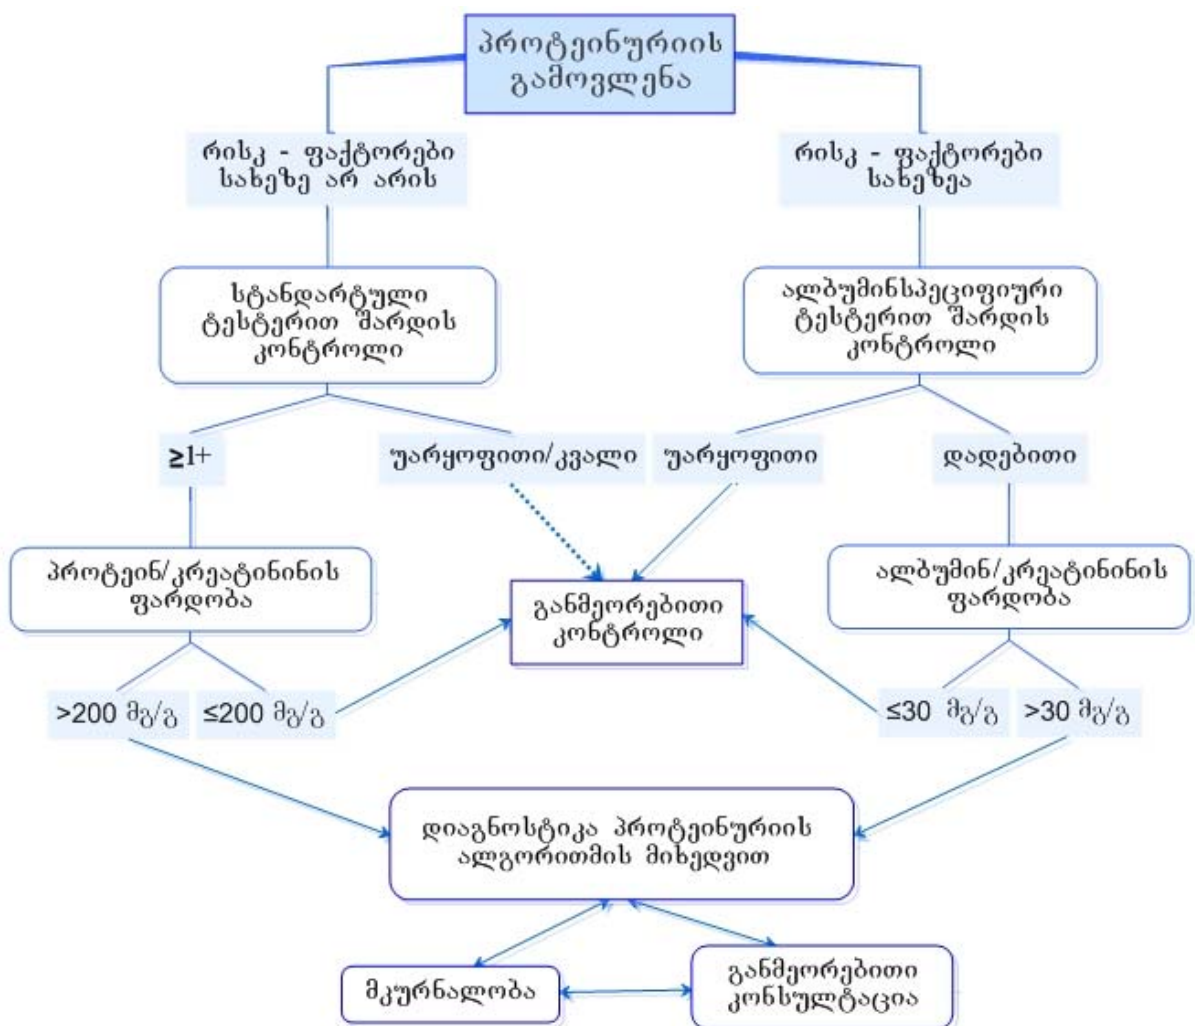 პროტეინურიის
გამოვლენა
რისკ - ფაქტორები
სახეზე არ არის
რისკ - ფაქტორები
სახეზეა
სტანდარტული
ტესტერით შარდის
კონტროლი
ალბუმინსპეციფიური
ტესტერით შარდის
კონტროლი
≥1+
უარყოფითი/კვალი
უარყოფითი
დადებითი
პროტეინ/კრეატინინის
ფარდობა
განმეორებითი
კონტროლი
ალბუმინ/კრეატინინის
ფარდობა
>200 მგ/გ
≤200 მგ/გ
≤30 მგ/გ
>30 მგ/გ
დიაგნოსტიკა პროტეინურიის
ალგორითმის მიხედვით
მკურნალობა
განმეორებითი
კონსულტაცია